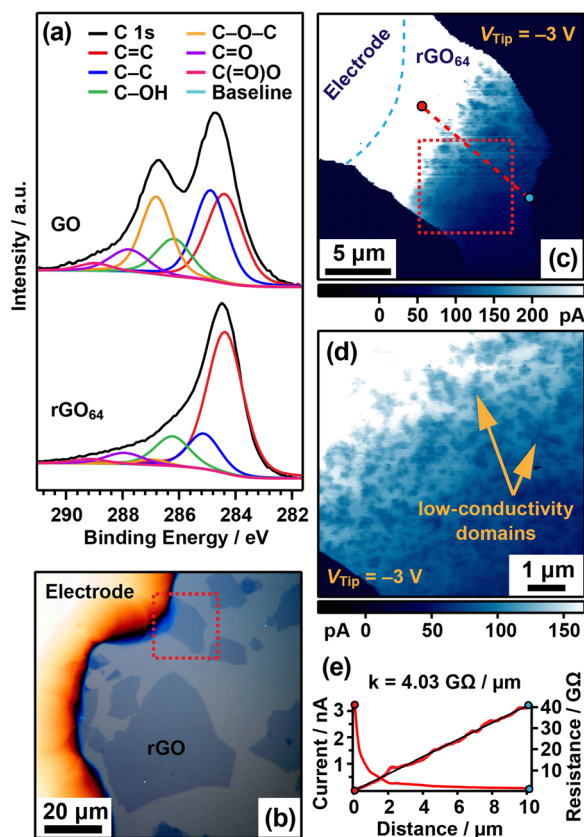 (a)
C 1s
C=C
C–C
C–OH
C–O–C
C=O
C(=O)O
Baseline
GO
rGO64
Intensity / a.u.
290 288 286 284 282
Binding Energy / eV
Electrode
rGO
20 µm
(b)
Electrode
rGO64
VTip = –3 V
5 µm
(c)
0 50 100 150 200
pA
(d)
low-conductivity
domains
VTip = –3 V
1 µm
pA 0 50 100 150
(e)
k = 4.03 GΩ / µm
Current / nA
3
2
1
0
40
30
20
10
Resistance / GΩ
0 2 4 6 8 10
Distance / µm